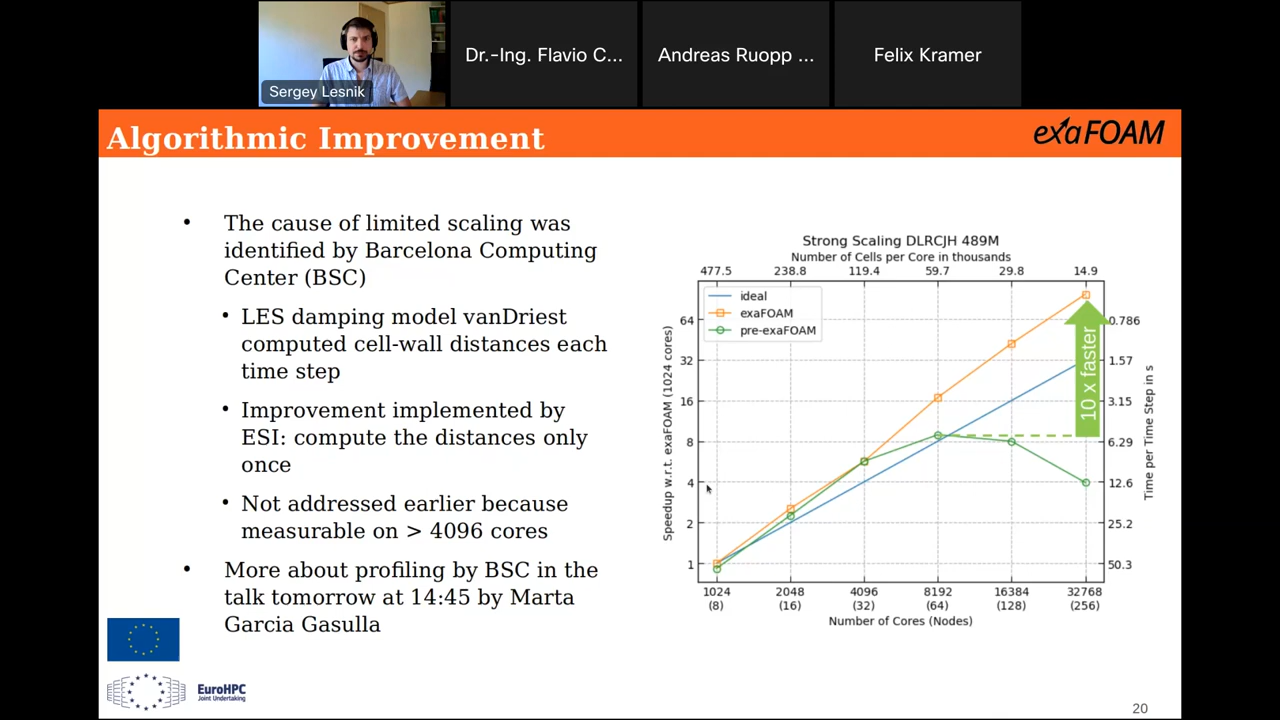 Sergey Lesnik
Dr.-Ing. Flavio C...
Andreas Ruopp ...
Felix Kramer
Algorithmic Improvement
exaFOAM
• The cause of limited scaling was
identified by Barcelona Computing
Center (BSC)
• LES damping model vanDriest
computed cell-wall distances each
time step
• Improvement implemented by
ESI: compute the distances only
once
• Not addressed earlier because
measurable on > 4096 cores
• More about profiling by BSC in the
talk tomorrow at 14:45 by Marta
Garcia Gasulla
Strong Scaling DLRCJH 489M
Number of Cells per Core in thousands
477.5 238.8 119.4 59.7 29.8 14.9
ideal
exaFOAM
pre-exaFOAM
Speedup w.r.t. exaFOAM (1024 cores)
64
32
16
8
4
2
1
10 x faster
0.786
1.57
3.15
6.29
12.6
25.2
50.3
Time per Time Step in s
1024 2048 4096 8192 16384 32768
(8) (16) (32) (64) (128) (256)
Number of Cores (Nodes)
EuroHPC
Joint Undertaking
20